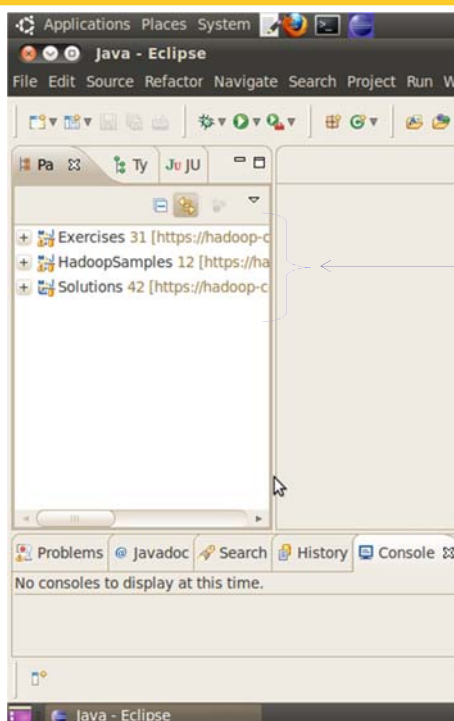 Applications Places System
Java - Eclipse
File Edit Source Refactor Navigate Search Project Run W
Pa Ty Ju JU
Exercises 31 [https://hadoop-c
HadoopSamples 12 [https://ha
Solutions 42 [https://hadoop-c
Problems @ Javadoc Search History Console
No consoles to display at this time.
Java - Eclipse